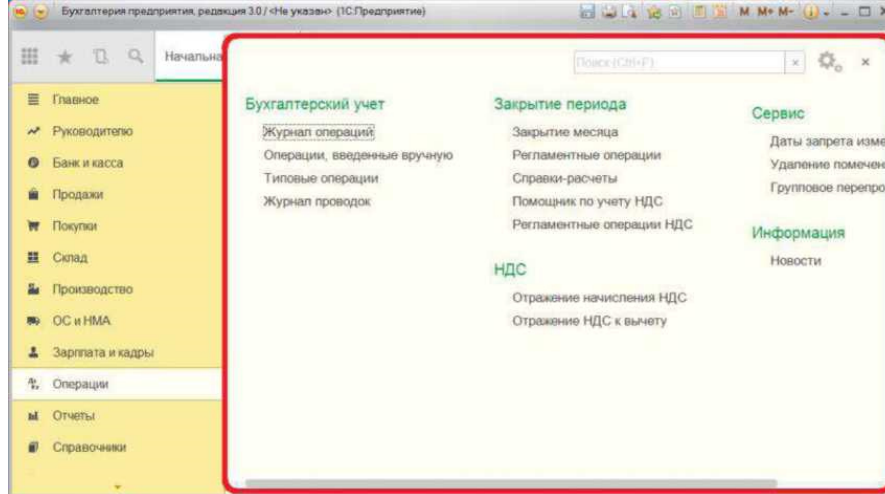 Бухгалтерия предприятия, редакция 3.0 / <Не указан> (1С:Предприятие)
M M+ M-
Начальна
Поиск (Ctrl+F)
Главное
Руководителю
Банк и касса
Продажи
Покупки
Склад
Производство
ОС и НМА
Зарплата и кадры
Операции
Отчеты
Справочники
Бухгалтерский учет
Журнал операций
Операции, введенные вручную
Типовые операции
Журнал проводок
Закрытие периода
Закрытие месяца
Регламентные операции
Справки-расчеты
Помощник по учету НДС
Регламентные операции НДС
НДС
Отражение начисления НДС
Отражение НДС к вычету
Сервис
Даты запрета изме
Удаление помечен
Групповое перепро
Информация
Новости